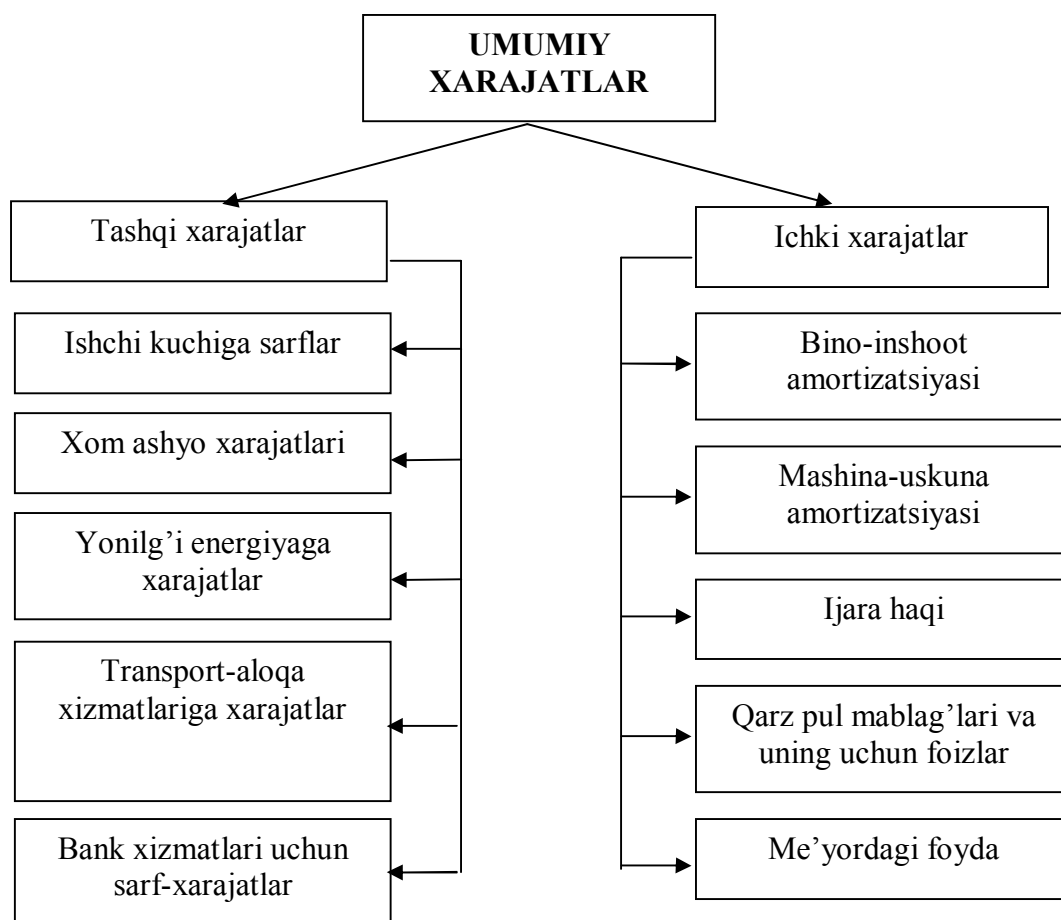 UMUMIY
XARAJATLAR
Tashqi xarajatlar
Ishchi kuchiga sarflar
Xom ashyo xarajatlari
Yonilg’i energiyaga
xarajatlar
Transport-aloqa
xizmatlariga xarajatlar
Bank xizmatlari uchun
sarf-xarajatlar
Ichki xarajatlar
Bino-inshoot
amortizatsiyasi
Mashina-uskuna
amortizatsiyasi
Ijara haqi
Qarz pul mablag’lari va
uning uchun foizlar
Me’yordagi foyda